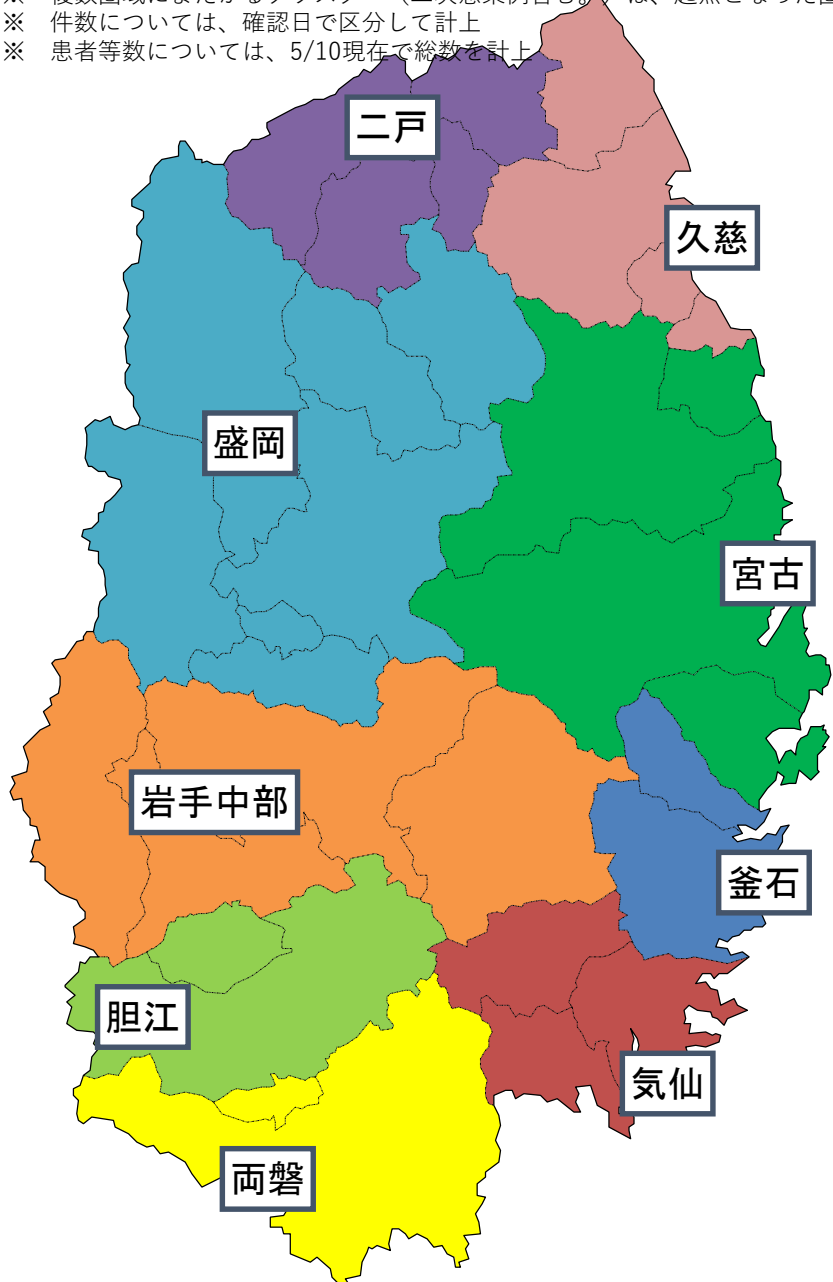 ※ 件数については、確認日で区分して計上
※ 患者等数については、5/10現在で総数を計上
二戸
久慈
盛岡
宮古
岩手中部
釜石
胆江
気仙
両磐